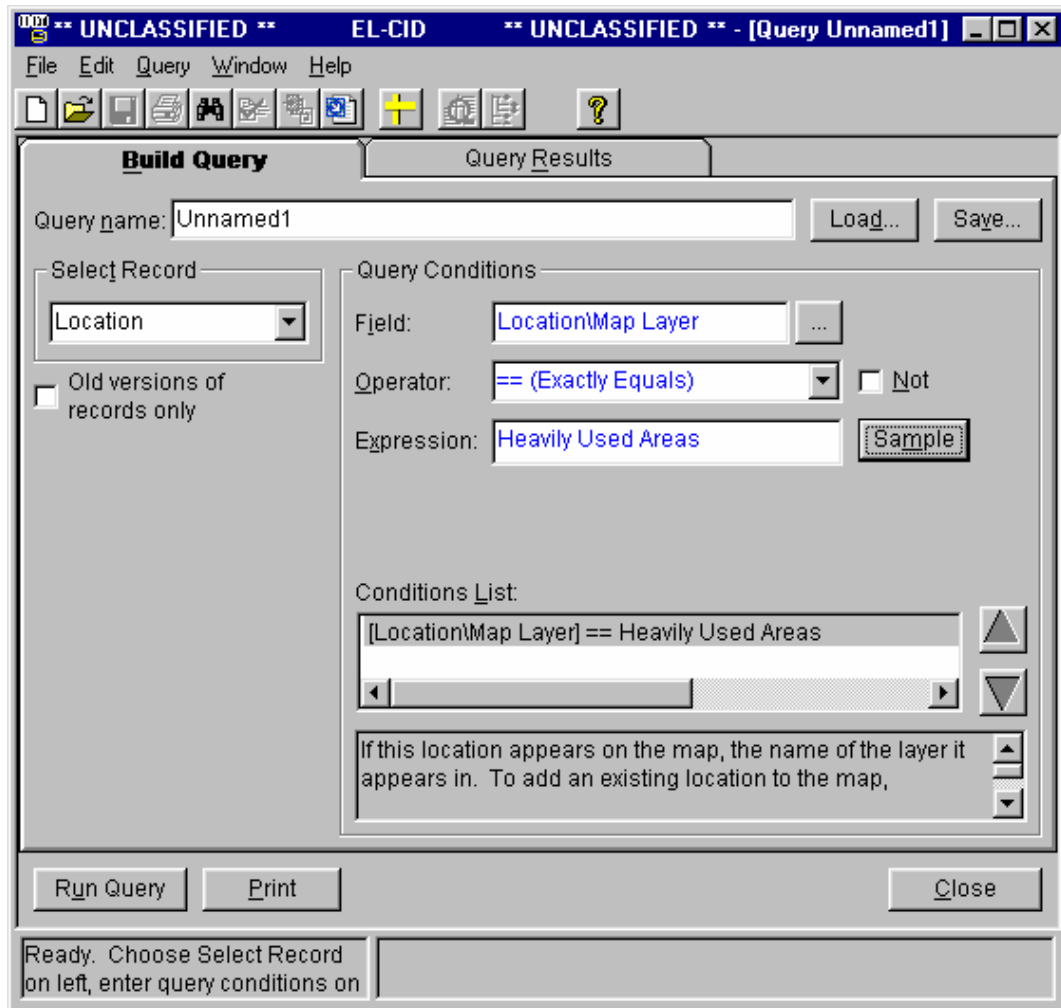 ** UNCLASSIFIED ** EL-CID ** UNCLASSIFIED ** - [Query Unnamed1]
File Edit Query Window Help
Build Query Query Results
Query name: Unnamed1 Load... Save...
Select Record
Location
Old versions of
records only
Query Conditions
Field: Location\Map Layer ...
Operator: == (Exactly Equals) Not
Expression: Heavily Used Areas Sample
Conditions List:
[Location\Map Layer] == Heavily Used Areas
If this location appears on the map, the name of the layer it
appears in. To add an existing location to the map,
Run Query Print Close
Ready. Choose Select Record
on left, enter query conditions on